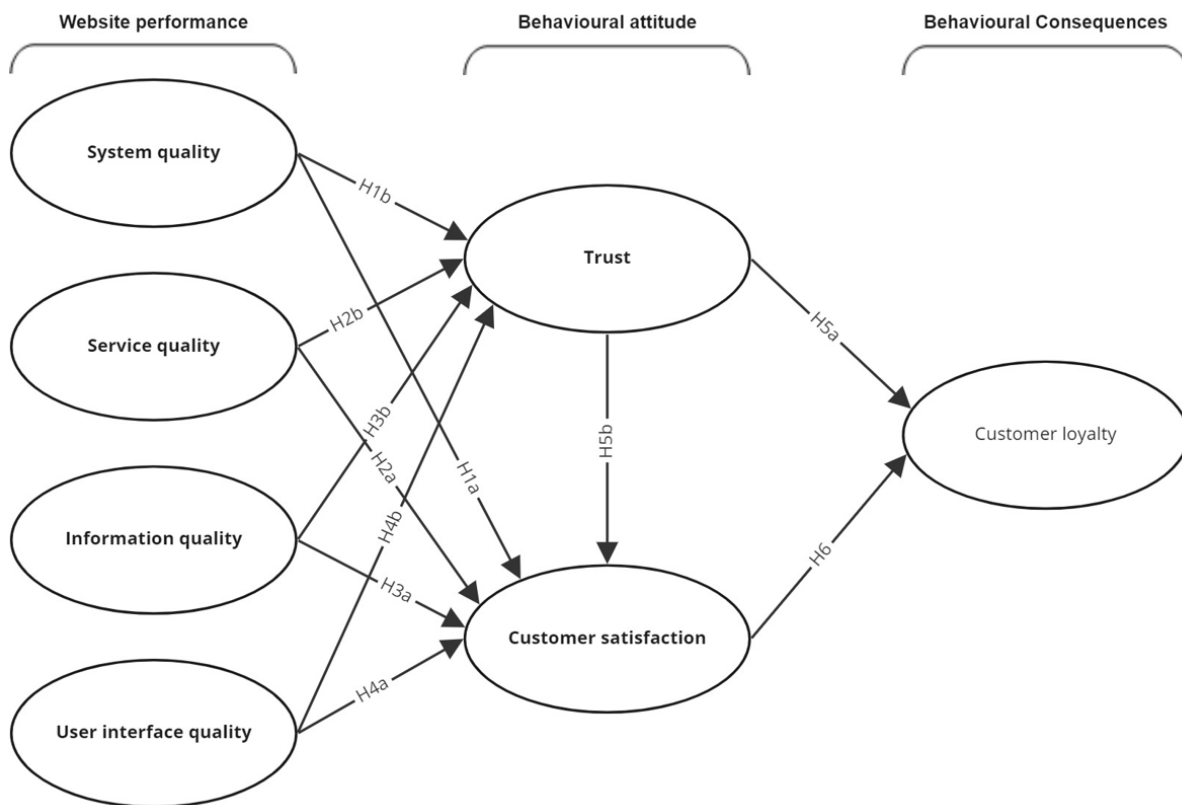 Website performance
Behavioural attitude
Behavioural Consequences
System quality
H1b
Trust
Service quality
H2b
H5a
H3b
H2a
H1a
H5b
Customer loyalty
Information quality
H4b
H3a
H6
Customer satisfaction
User interface quality
H4a